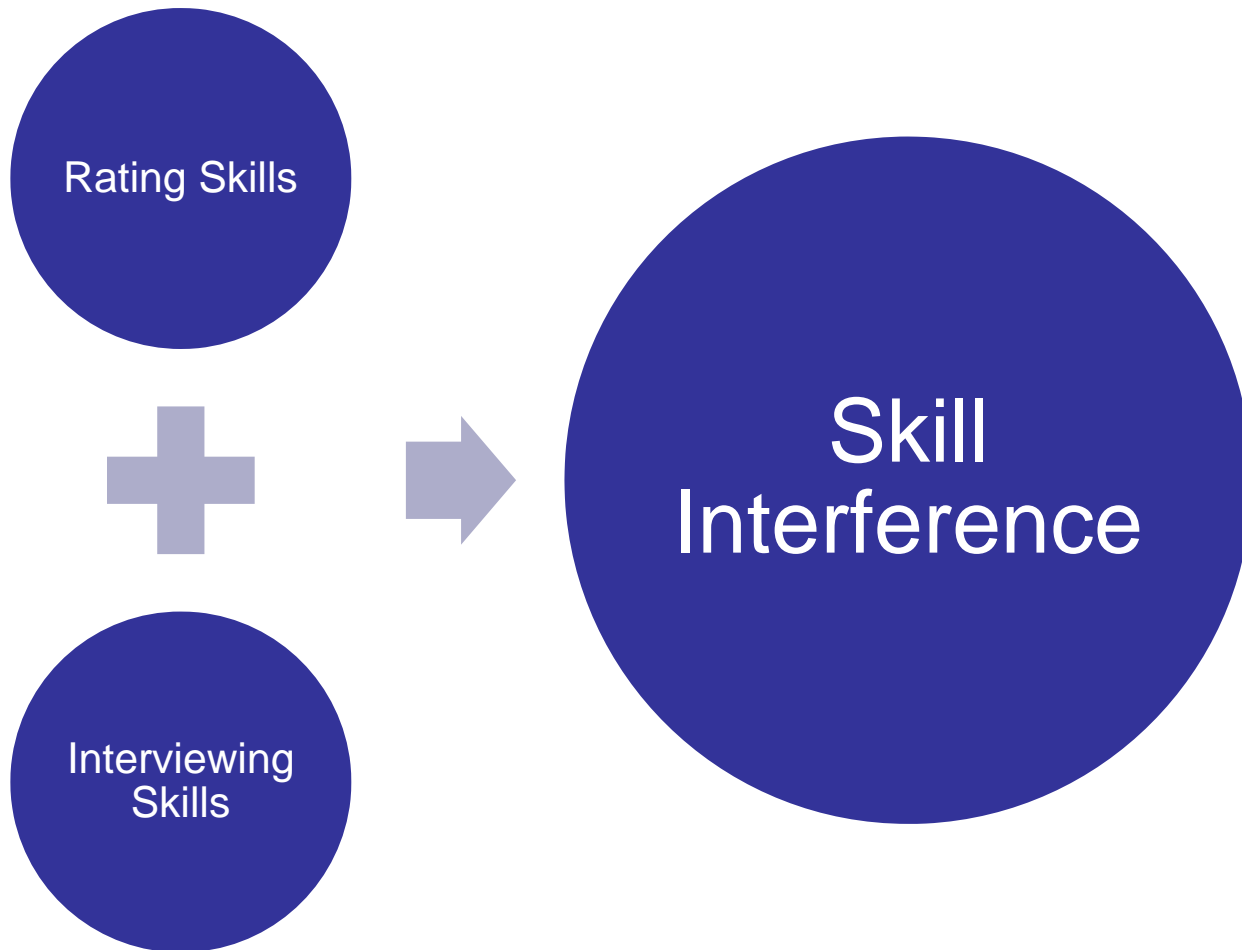 Rating Skills
Skill
Interference
Interviewing
Skills